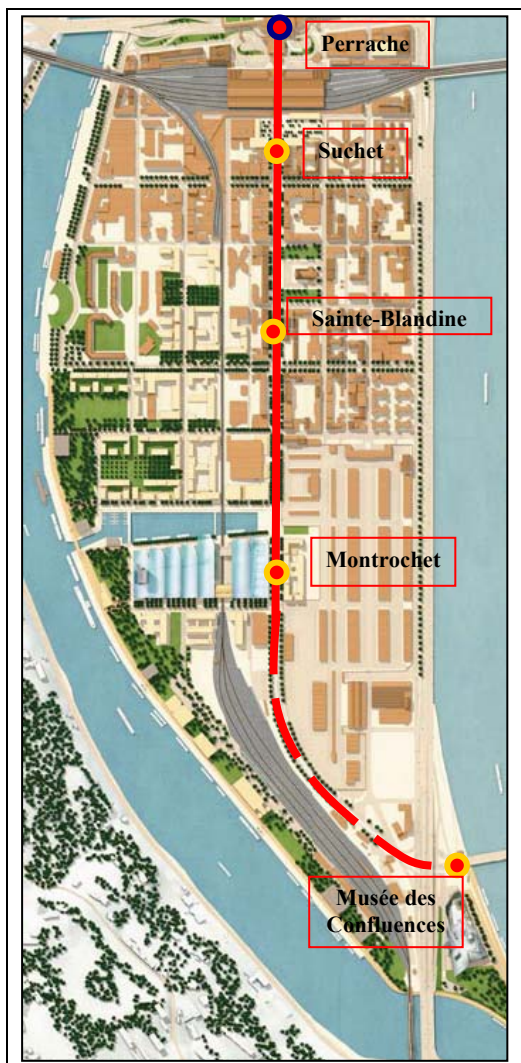 Perrache
Suchet
Sainte-Blandine
Montrochet
Musée des
Confluences